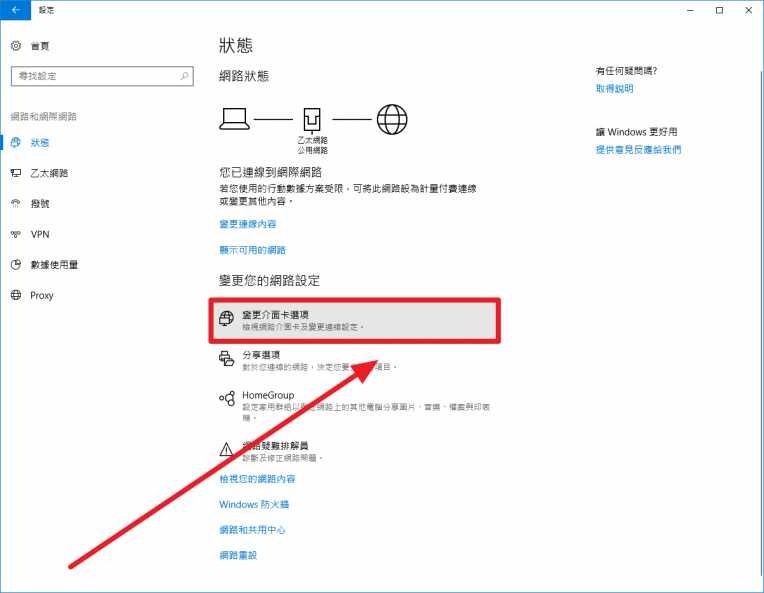 設定
首頁
尋找設定
網路和網際網路
狀態
乙太網路
撥號
VPN
數據使用量
Proxy
狀態
網路狀態
乙太網路
公用網路
您已連線到網際網路
若您使用的行動數據方案受限，可將此網路設為計量付費連線
或變更其他內容。
變更連線內容
顯示可用的網路
變更您的網路設定
變更介面卡選項
檢視網路介面卡及變更連線設定。
分享選項
對於您連線的網路，決定您要項目。
HomeGroup
設定家用群組以與您網路上的其他電腦分享圖片、音樂、檔案與印表
機。
網路疑難排解員
診斷及修正網路問題。
檢視您的網路內容
Windows 防火牆
網路和共用中心
網路重設
有任何疑問嗎?
取得說明
讓 Windows 更好用
提供意見反應給我們